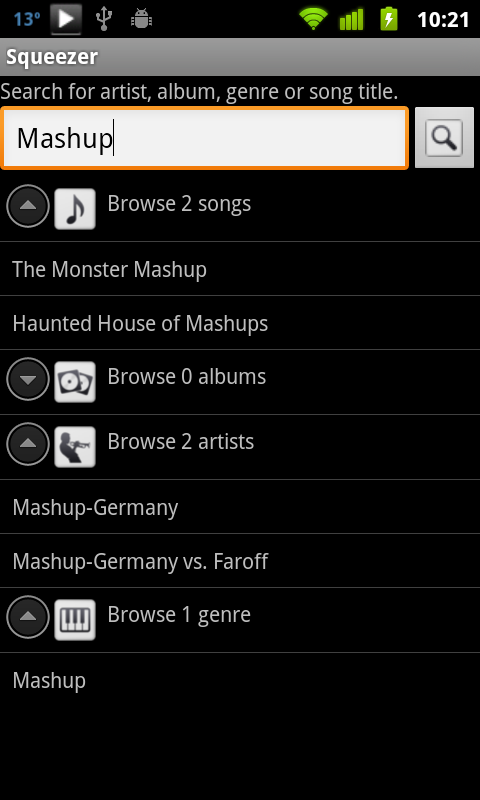 13° 10:21
Squeezer
Search for artist, album, genre or song title.
Mashup
Browse 2 songs
The Monster Mashup
Haunted House of Mashups
Browse 0 albums
Browse 2 artists
Mashup-Germany
Mashup-Germany vs. Faroff
Browse 1 genre
Mashup